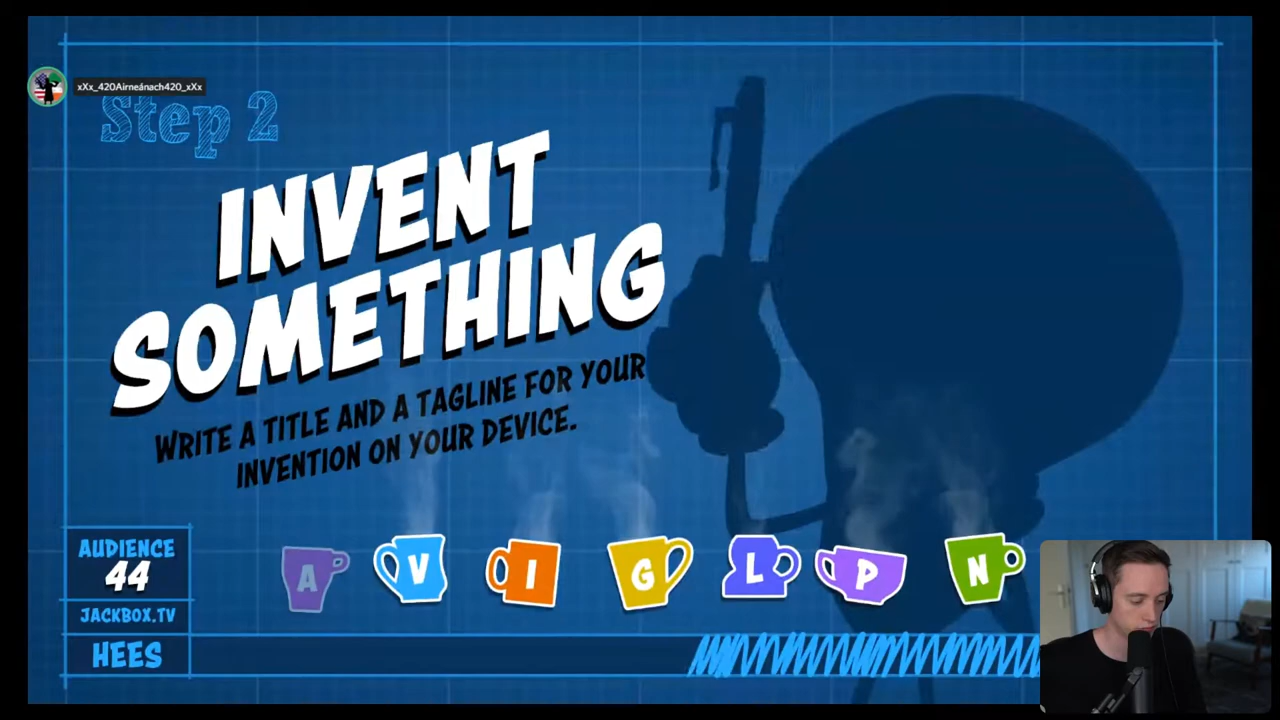 xXx_420Airneánach420_xXx
Step 2
INVENT
SOMETHING
WRITE A TITLE AND A TAGLINE FOR YOUR
INVENTION ON YOUR DEVICE.
A V I G L P N
AUDIENCE
44
JACKBOX.TV
HEES